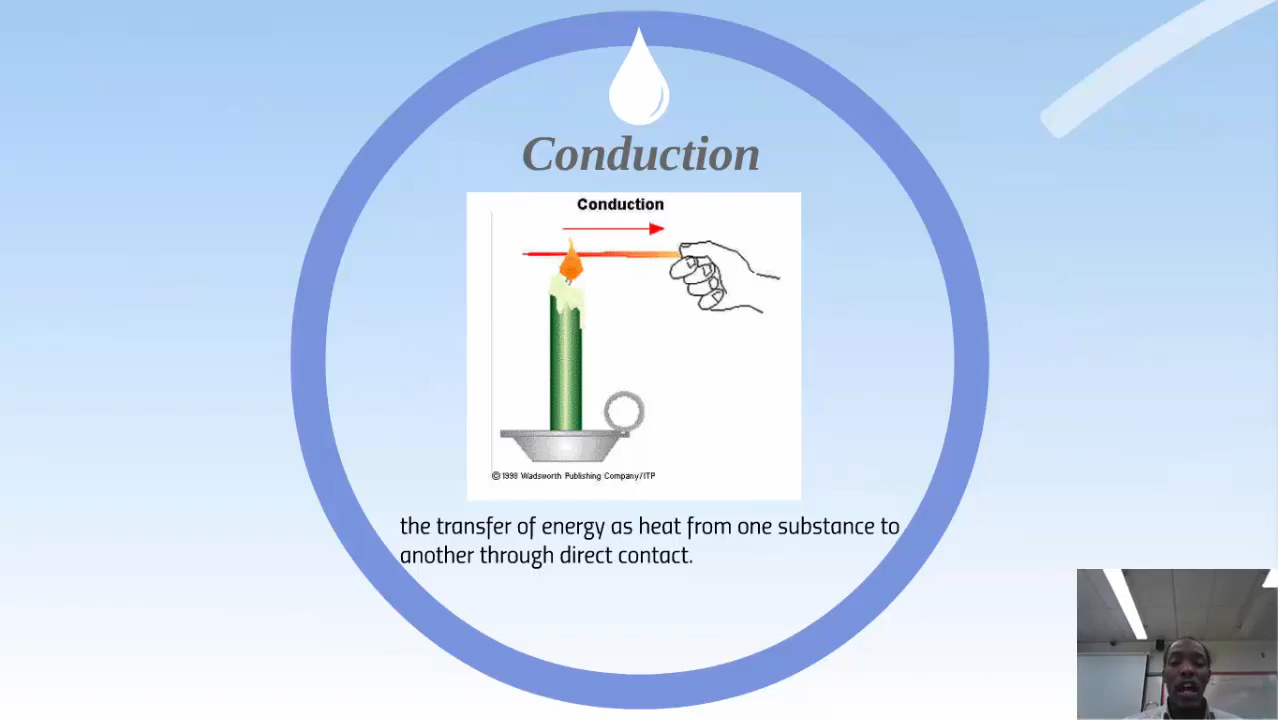 Conduction
Conduction
© 1998 Wadsworth Publishing Company/ITP
the transfer of energy as heat from one substance to
another through direct contact.